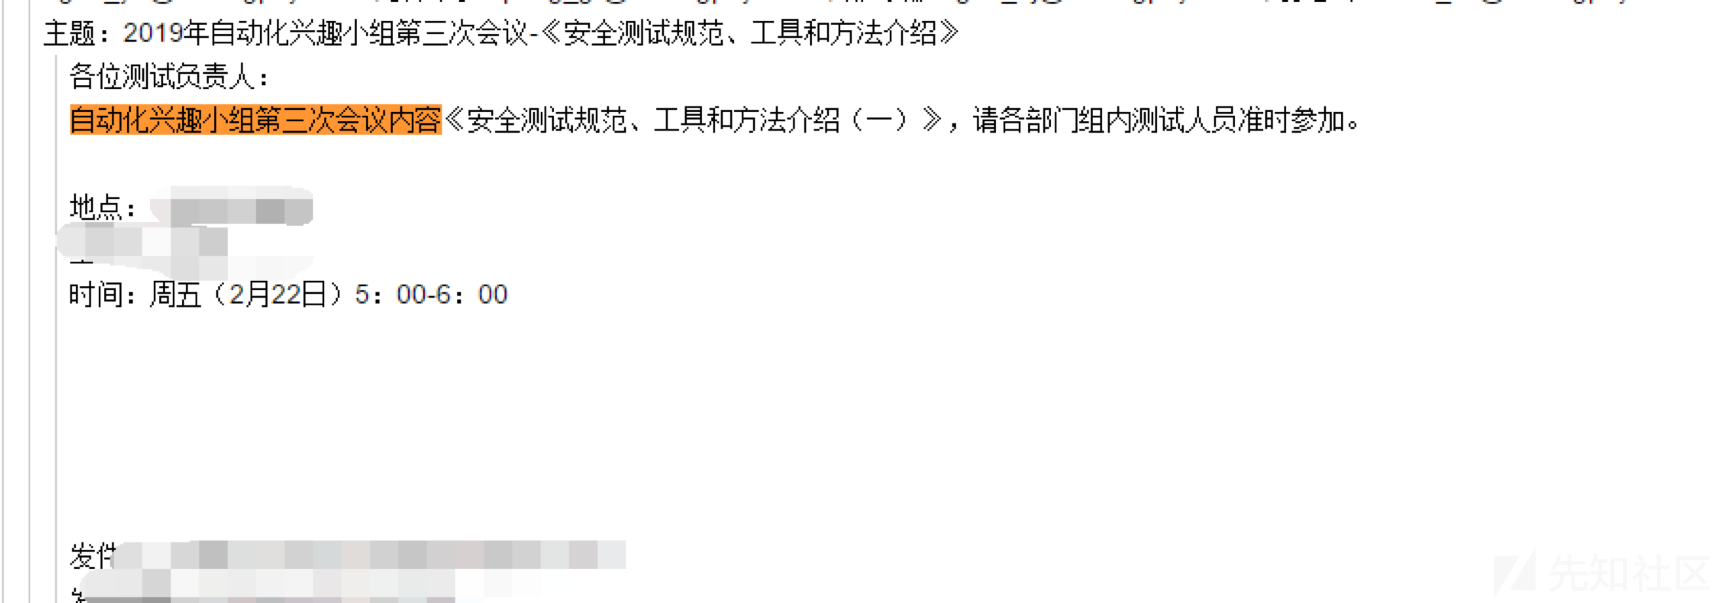 主题：2019年自动化兴趣小组第三次会议-《安全测试规范、工具和方法介绍》
各位测试负责人：
自动化兴趣小组第三次会议内容《安全测试规范、工具和方法介绍（一）》，请各部门组内测试人员准时参加。
地点：
时间：周五（2月22日）5：00-6：00
发件
先知社区